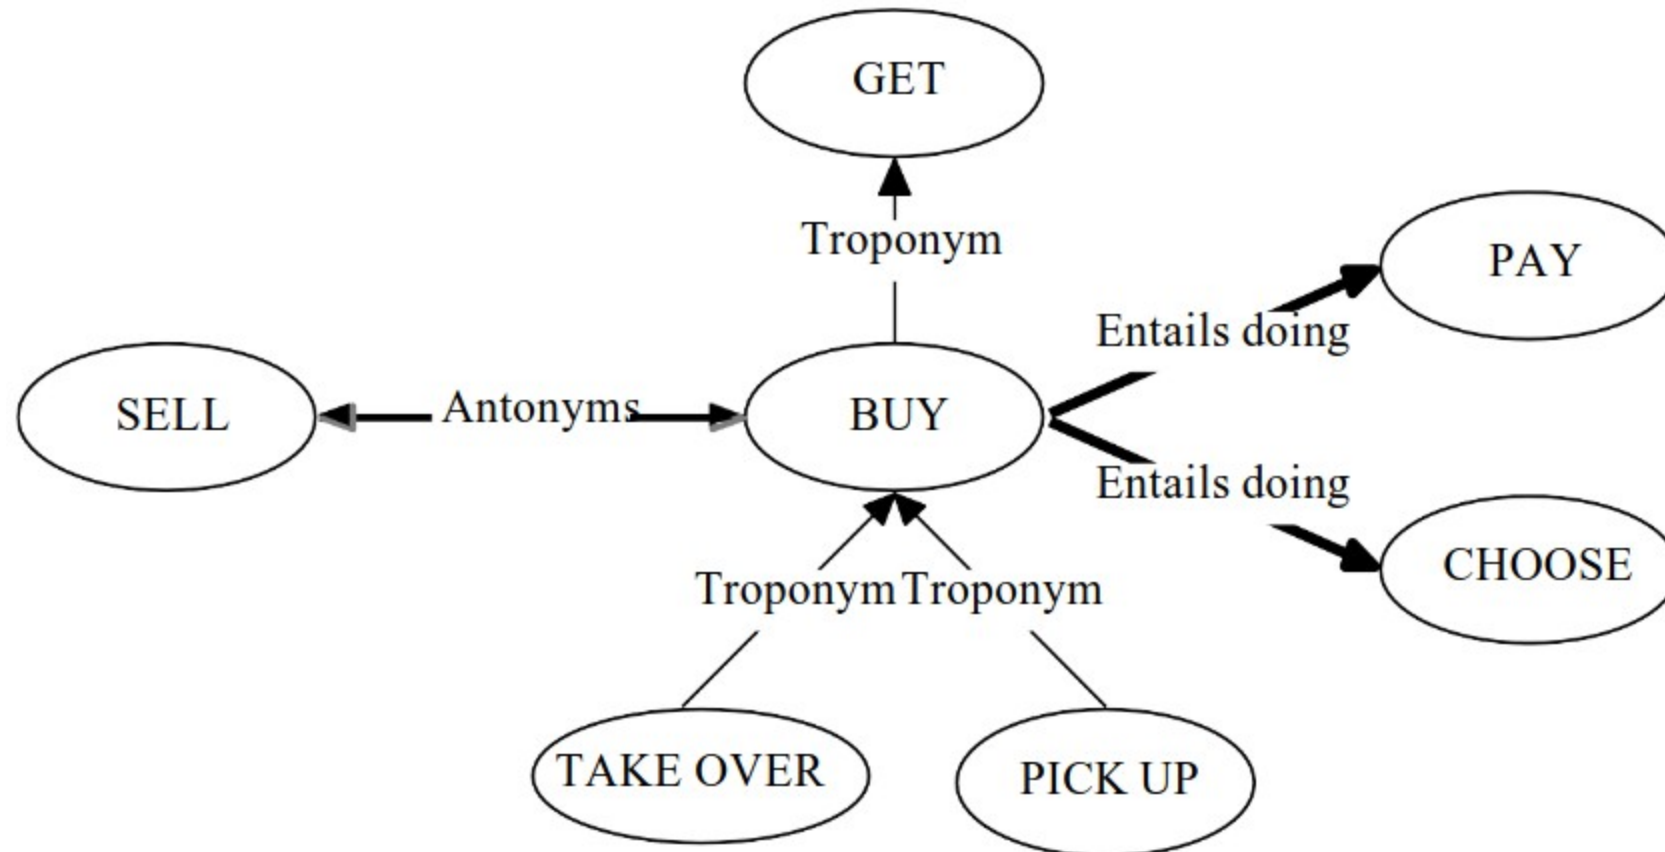 GET
Troponym
PAY
Entails doing
SELL
Antonyms
BUY
Entails doing
CHOOSE
Troponym
Troponym
TAKE OVER
PICK UP